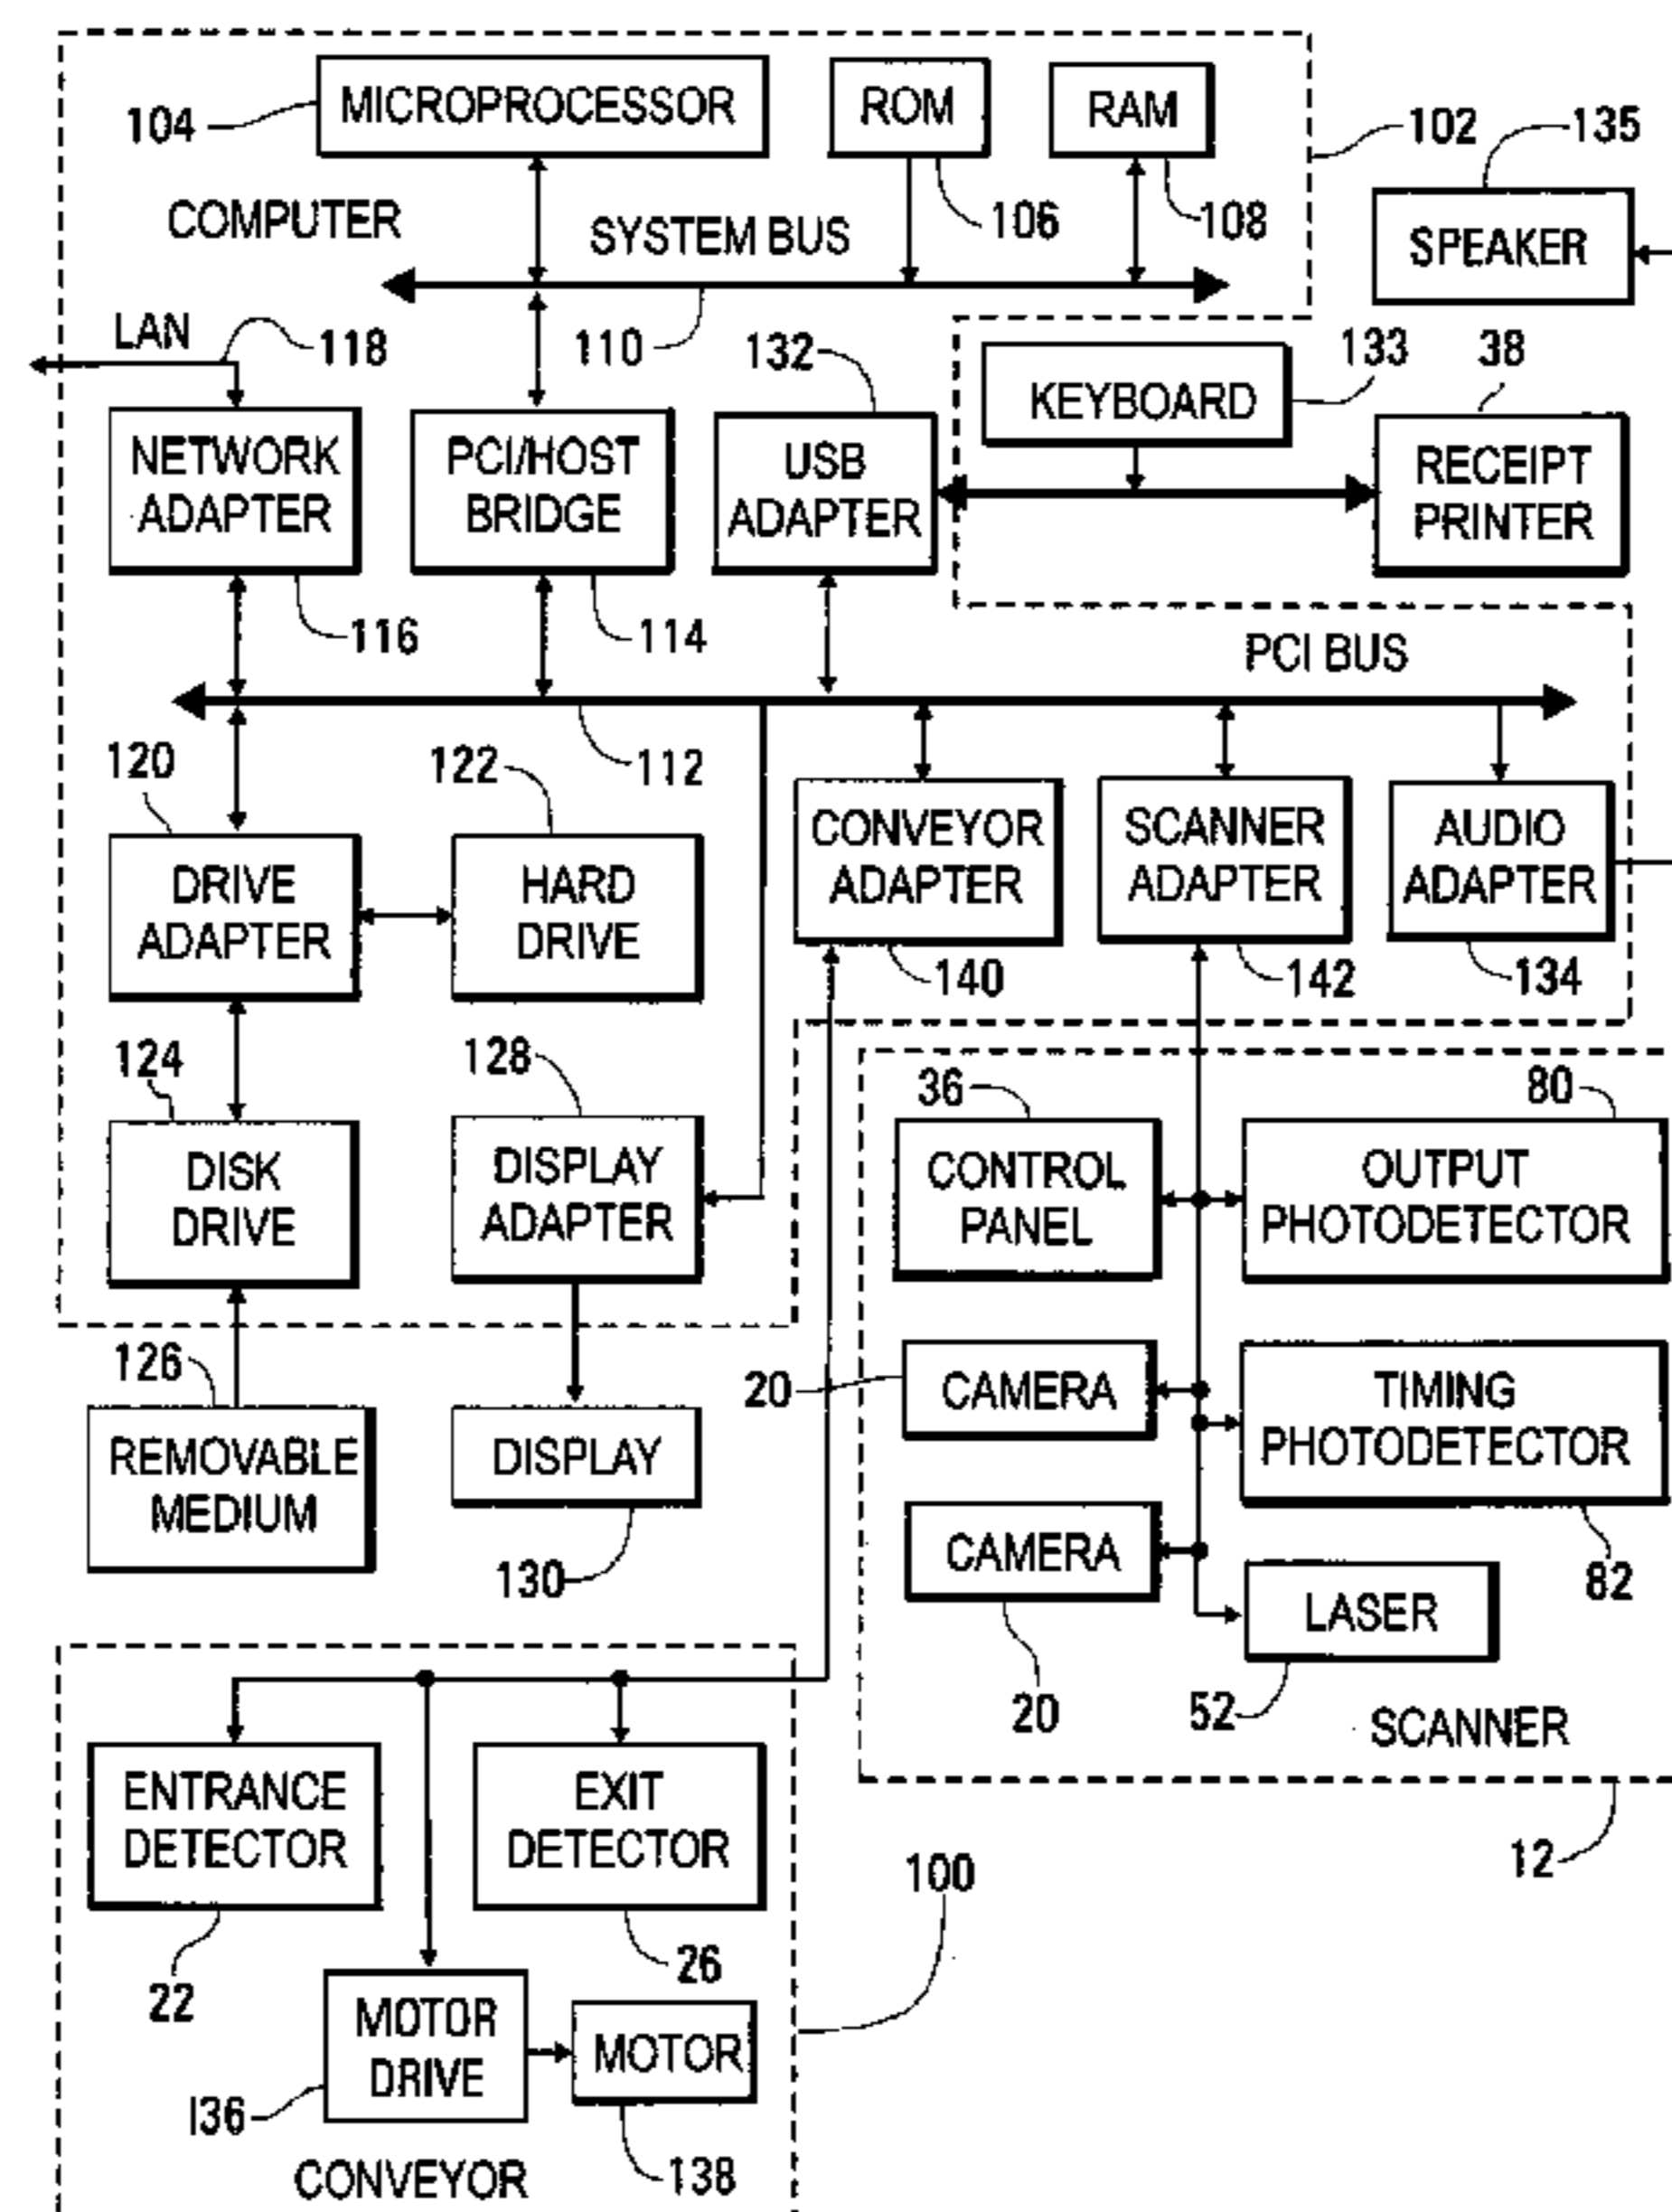 MICROPROCESSOR
ROM
RAM
104
102
135
COMPUTER
SYSTEM BUS
106
108
SPEAKER
LAN
118
110
132
133
38
KEYBOARD
NETWORK
ADAPTER
PCI/HOST
BRIDGE
USB
ADAPTER
RECEIPT
PRINTER
116
114
PCI BUS
120
122
112
DRIVE
ADAPTER
HARD
DRIVE
CONVEYOR
ADAPTER
SCANNER
ADAPTER
AUDIO
ADAPTER
140
142
134
124
128
36
80
DISK
DRIVE
DISPLAY
ADAPTER
CONTROL
PANEL
OUTPUT
PHOTODETECTOR
126
20
CAMERA
TIMING
PHOTODETECTOR
REMOVABLE
MEDIUM
DISPLAY
130
CAMERA
82
LASER
20
52
SCANNER
ENTRANCE
DETECTOR
EXIT
DETECTOR
100
12
22
26
MOTOR
DRIVE
MOTOR
136
138
CONVEYOR